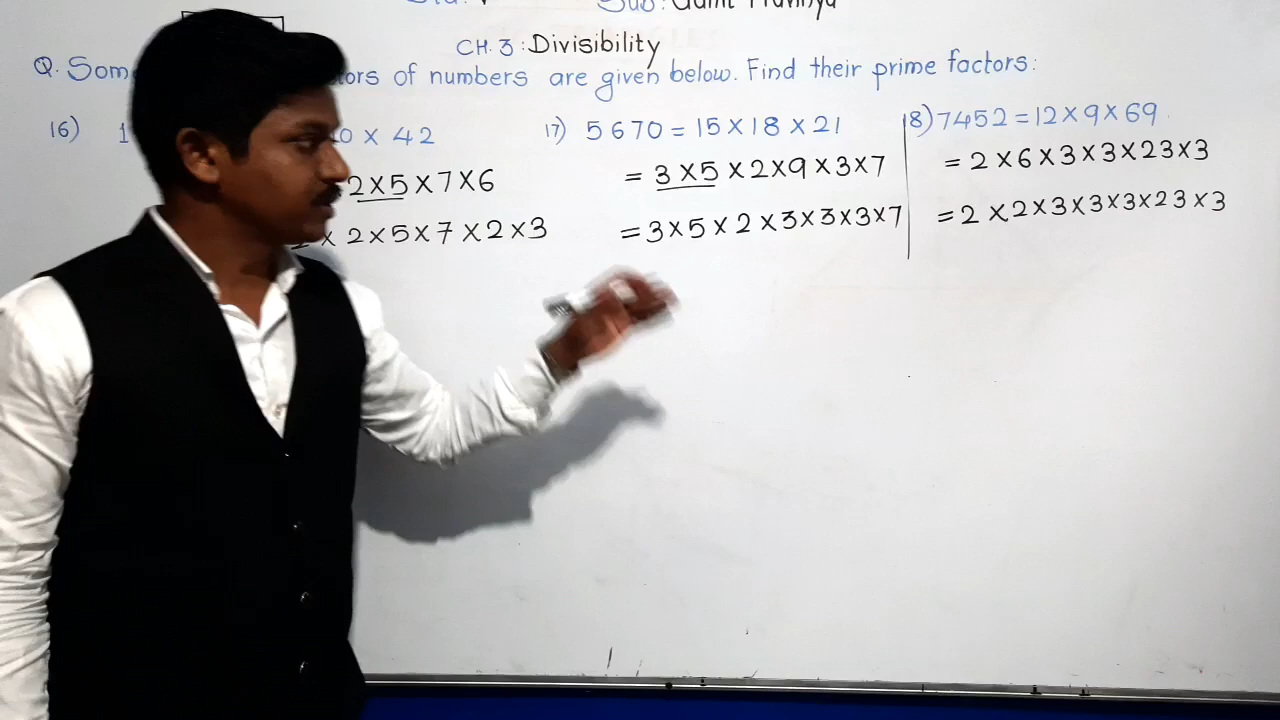 Sub:
CH. 3: Divisibility
Q. of numbers are given below. Find their prime factors:
16) 1 0 x 42
2 x 5 x 7 x 6
x 2 x 5 x 7 x 2 x 3
17) 5670 = 15 x 18 x 21
= 3 x 5 x 2 x 9 x 3 x 7
= 3 x 5 x 2 x 3 x 3 x 3 x 7
18) 7452 = 12 x 9 x 69
= 2 x 6 x 3 x 3 x 23 x 3
= 2 x 2 x 3 x 3 x 3 x 23 x 3